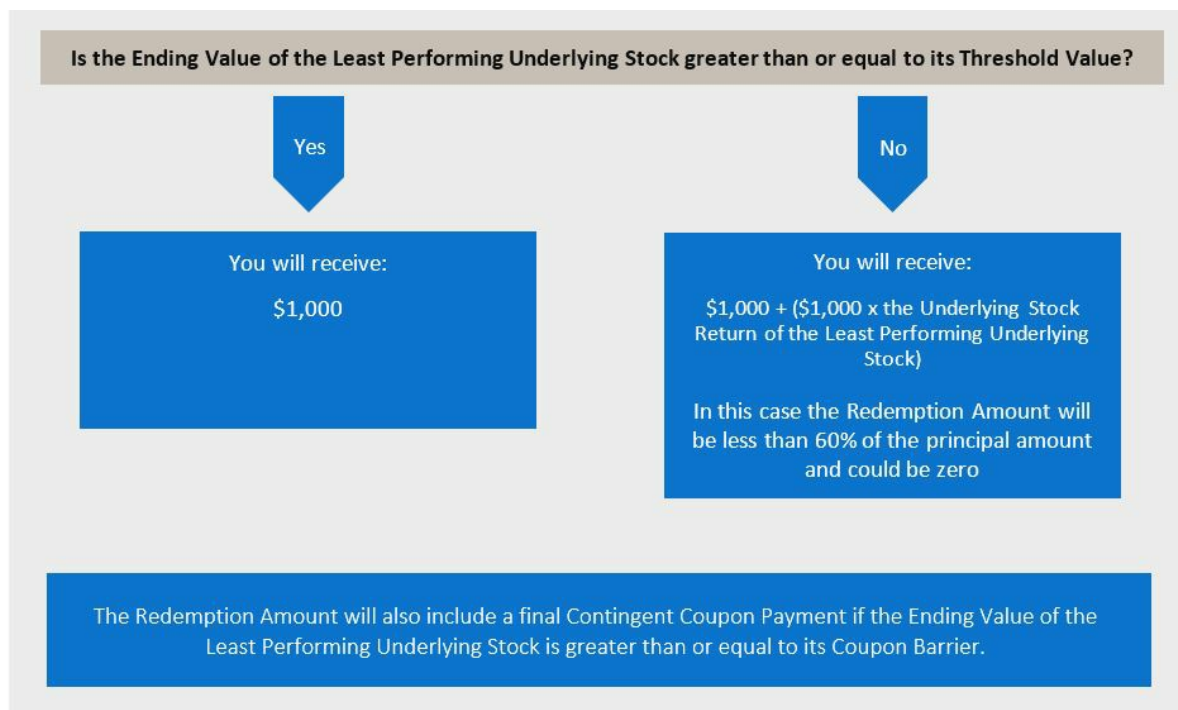 Is the Ending Value of the Least Performing Underlying Stock greater than or equal to its Threshold Value?
Yes
No
You will receive:
$1,000
You will receive:
$1,000 + ($1,000 x the Underlying Stock
Return of the Least Performing Underlying
Stock)
In this case the Redemption Amount will
be less than 60% of the principal amount
and could be zero
The Redemption Amount will also include a final Contingent Coupon Payment if the Ending Value of the
Least Performing Underlying Stock is greater than or equal to its Coupon Barrier.